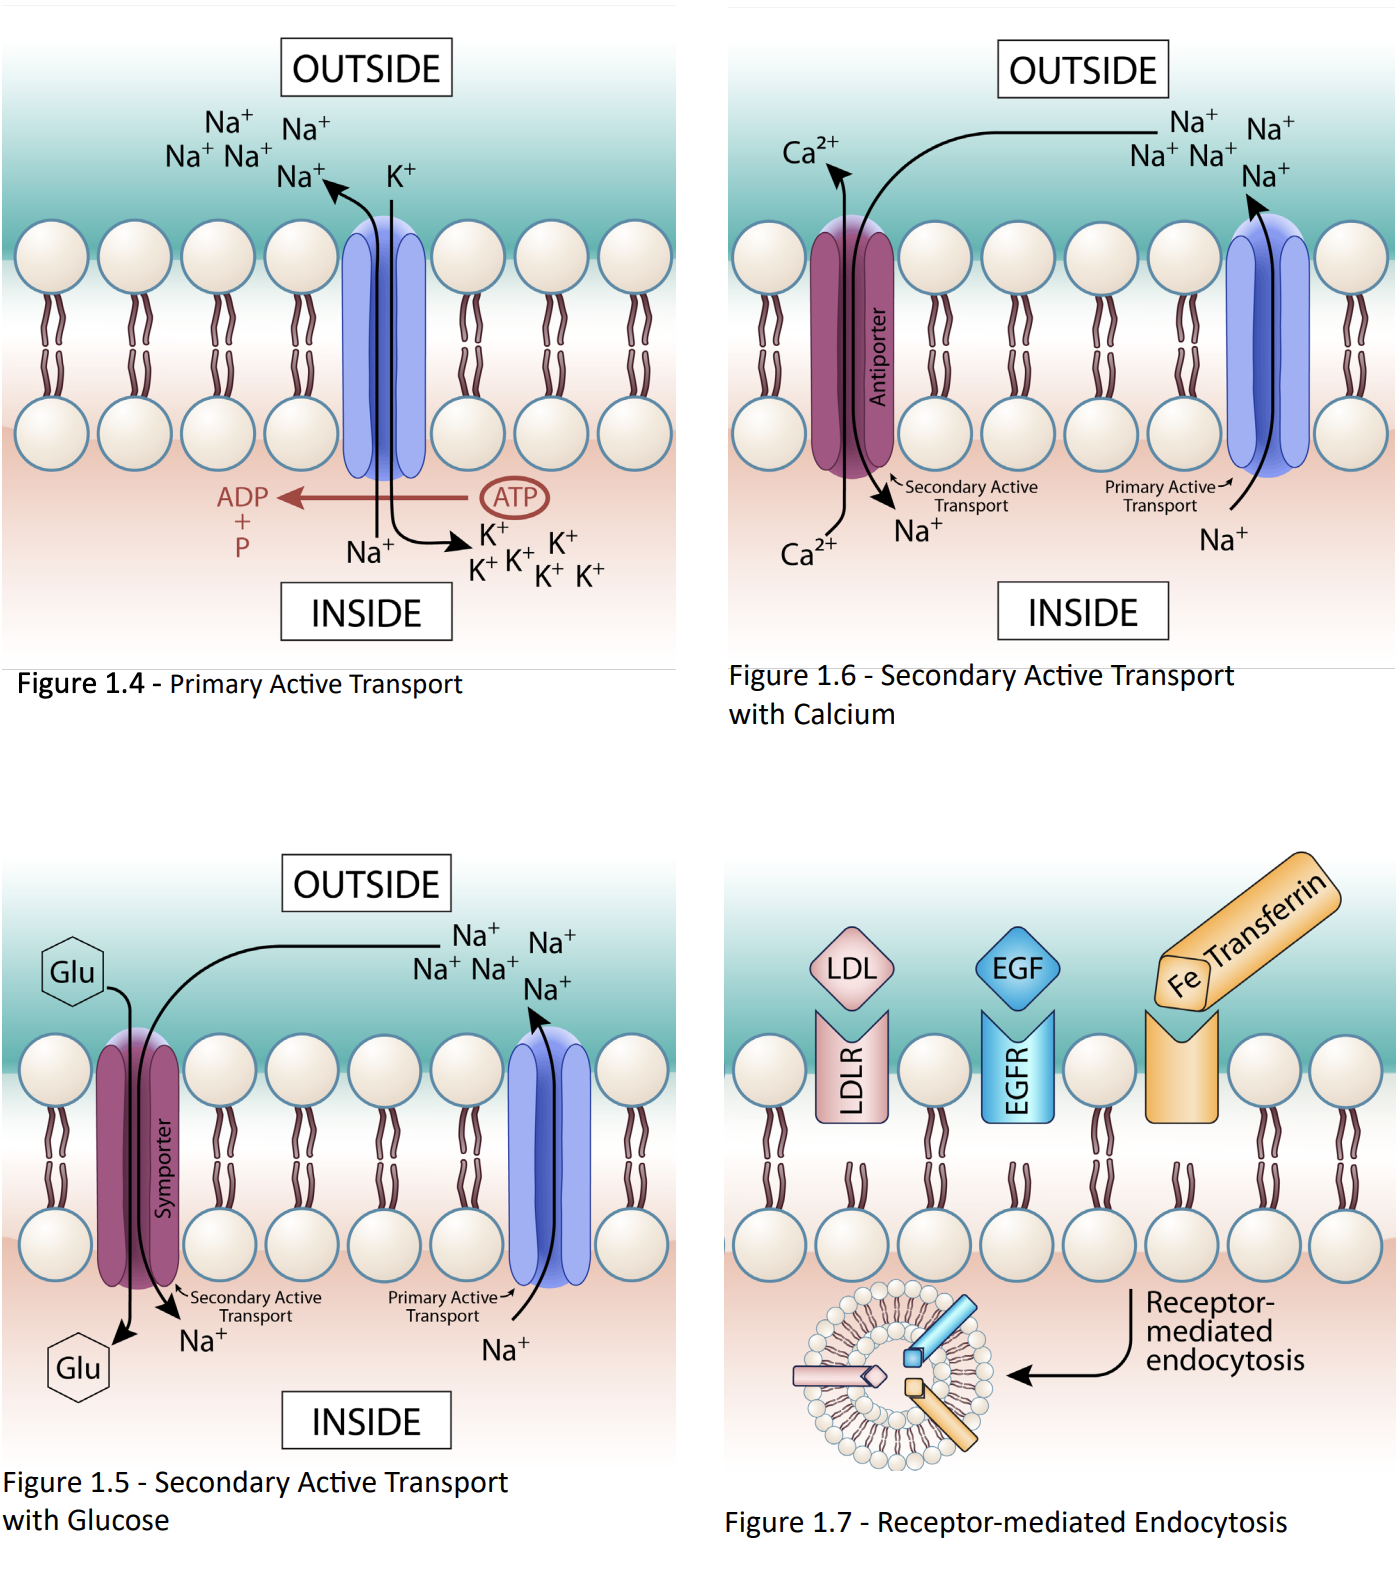 OUTSIDE
Na⁺ Na⁺
Na⁺ Na⁺
Na⁺ K⁺
ADP ATP
+
P
Na⁺
K⁺ K⁺
K⁺ K⁺ K⁺ K⁺
INSIDE
Figure 1.4 - Primary Active Transport
OUTSIDE
Ca²⁺
Na⁺ Na⁺
Na⁺ Na⁺
Na⁺
Antiporter
Secondary Active
Transport
Primary Active
Transport
Na⁺
Ca²⁺
Na⁺
INSIDE
Figure 1.6 - Secondary Active Transport
with Calcium
OUTSIDE
Glu
Na⁺ Na⁺
Na⁺ Na⁺
Na⁺
Symporter
Secondary Active
Transport
Primary Active
Transport
Na⁺
Na⁺
Glu
INSIDE
Figure 1.5 - Secondary Active Transport
with Glucose
LDL
EGF
Fe
Transferrin
LDLR
EGFR
Receptor-
mediated
endocytosis
Figure 1.7 - Receptor-mediated Endocytosis